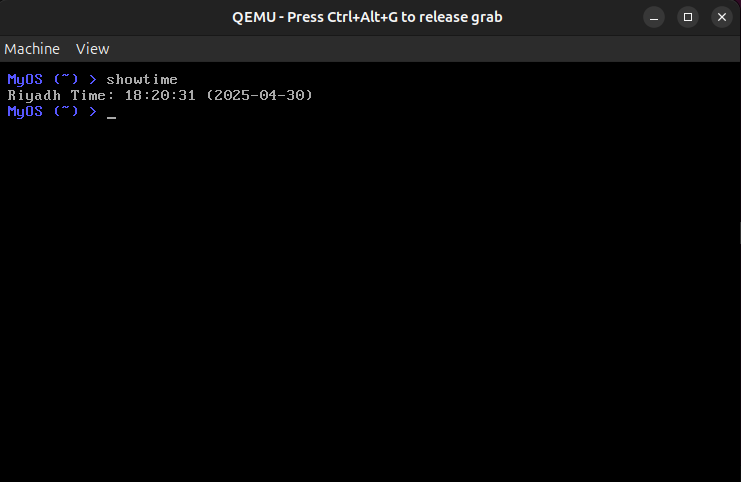 QEMU - Press Ctrl+Alt+G to release grab
Machine View
MyOS (~) > showtime
Riyadh Time: 18:20:31 (2025-04-30)
MyOS (~) > _